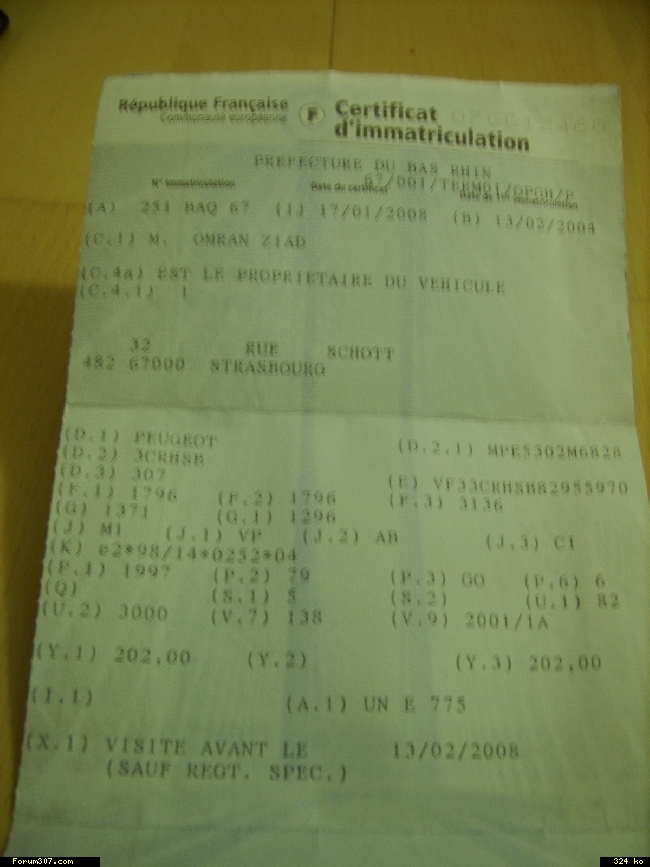 République Française
Communauté européenne
F
Certificat
d'immatriculation
PREFECTURE DU BAS RHIN
67/001/TERM01/DPGH/P
N° immatriculation Date du certificat Date de 1re immatriculation
(A) 251 BAQ 67 (I) 17/01/2008 (B) 13/02/2004
(C.1) M. OMRAN ZIAD
(C.4a) EST LE PROPRIETAIRE DU VEHICULE
(C.4.1) 1
32 RUE SCHOTT
482 67000 STRASBOURG
(D.1) PEUGEOT (D.2.1) MPE5302M6828
(D.2) 3CRHSB
(D.3) 307 (E) VF33CRHSB82955970
(F.1) 1796 (F.2) 1796 (F.3) 3136
(G) 1371 (G.1) 1296
(J) M1 (J.1) VP (J.2) AB (J.3) CI
(K) e2*98/14*0252*04
(P.1) 1997 (P.2) 79 (P.3) GO (P.6) 6
(Q) (S.1) 5 (S.2) (U.1) 82
(U.2) 3000 (V.7) 138 (V.9) 2001/1A
(Y.1) 202,00 (Y.2) (Y.3) 202,00
(I.1) (A.1) UN E 775
(X.1) VISITE AVANT LE 13/02/2008
(SAUF REGT. SPEC.)
Forum307.com 324 ko